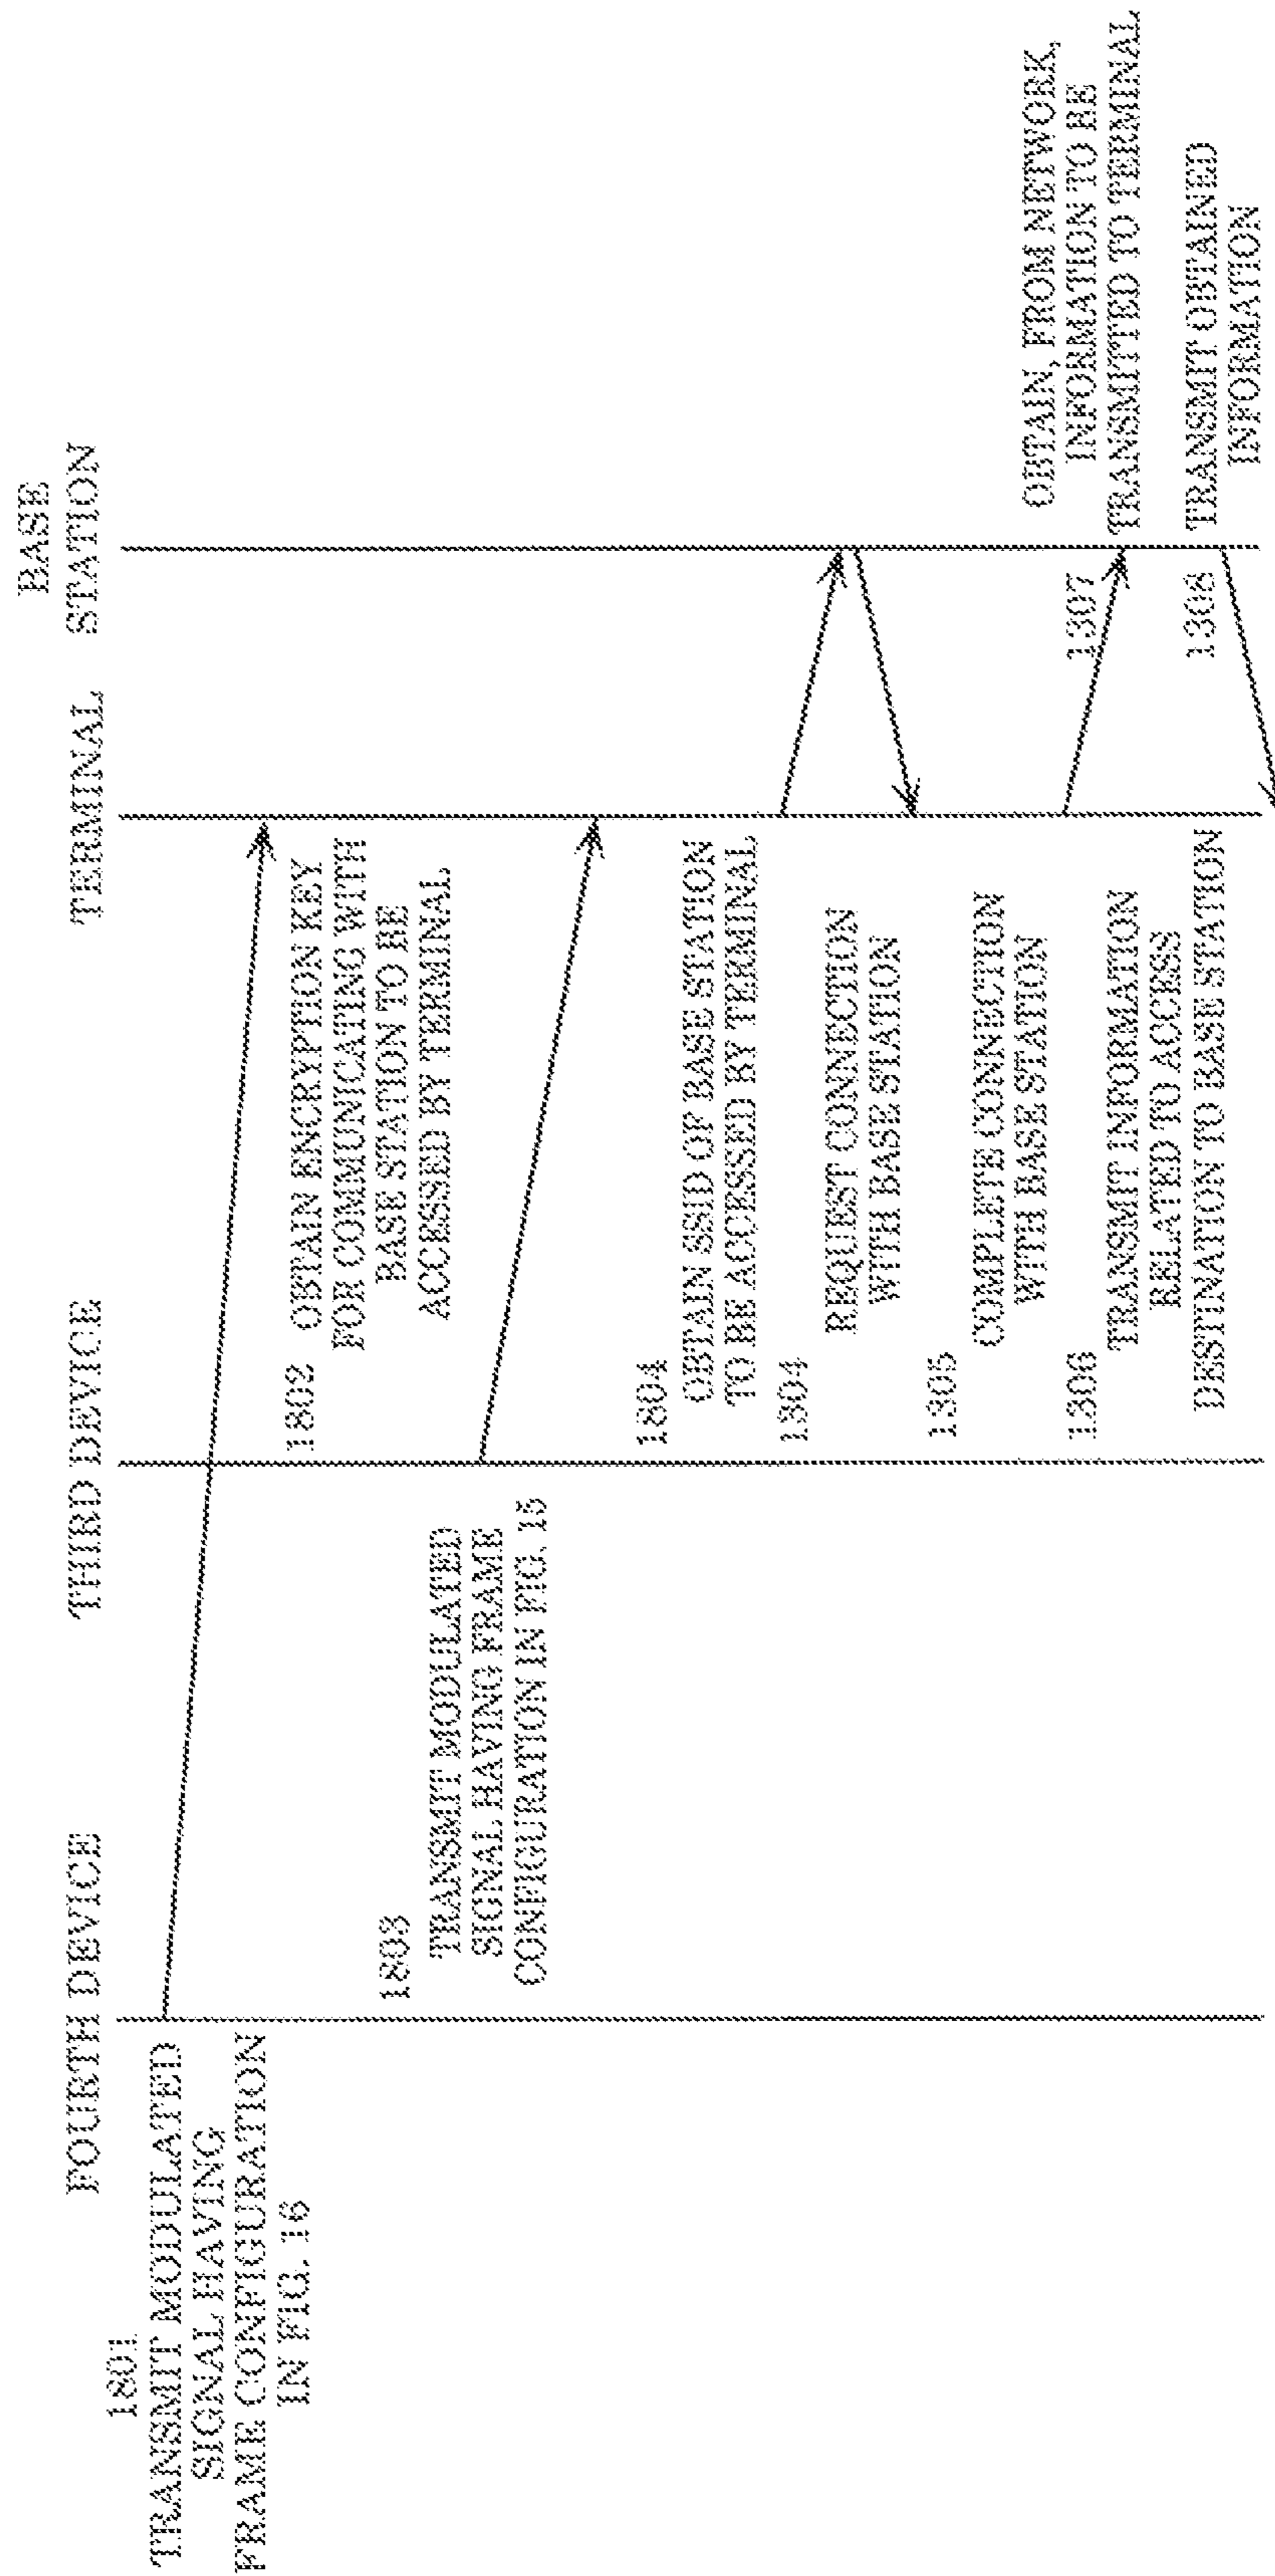 FOURTH DEVICE
THIRD DEVICE
TERMINAL
BASE
STATION
1801
TRANSMIT MODULATED
SIGNAL HAVING
FRAME CONFIGURATION
IN FIG. 16
1802
OBTAIN ENCRYPTION KEY
FOR COMMUNICATING WITH
BASE STATION TO BE
ACCESSED BY TERMINAL
1803
TRANSMIT MODULATED
SIGNAL HAVING FRAME
CONFIGURATION IN FIG. 15
1804
OBTAIN SSID OF BASE STATION
TO BE ACCESSED BY TERMINAL
1304
REQUEST CONNECTION
WITH BASE STATION
1305
COMPLETE CONNECTION
WITH BASE STATION
1306
TRANSMIT INFORMATION
RELATED TO ACCESS
DESTINATION TO BASE STATION
1307
OBTAIN, FROM NETWORK,
INFORMATION TO BE
TRANSMITTED TO TERMINAL
1308
TRANSMIT OBTAINED
INFORMATION